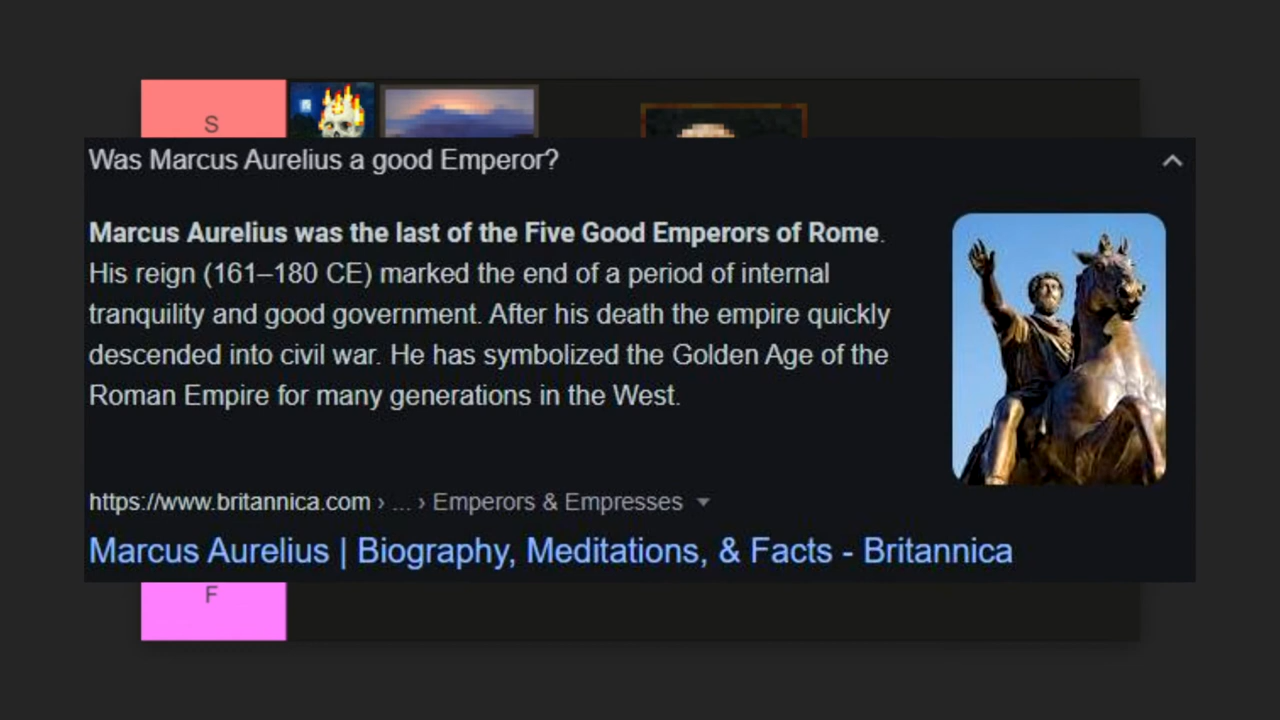 S
Was Marcus Aurelius a good Emperor?
Marcus Aurelius was the last of the Five Good Emperors of Rome.
His reign (161–180 CE) marked the end of a period of internal
tranquility and good government. After his death the empire quickly
descended into civil war. He has symbolized the Golden Age of the
Roman Empire for many generations in the West.
https://www.britannica.com › ... › Emperors & Empresses
Marcus Aurelius | Biography, Meditations, & Facts - Britannica
F